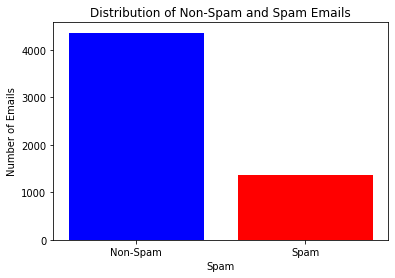 Distribution of Non-Spam and Spam Emails
Number of Emails
4000
3000
2000
1000
0
Non-Spam
Spam
Spam